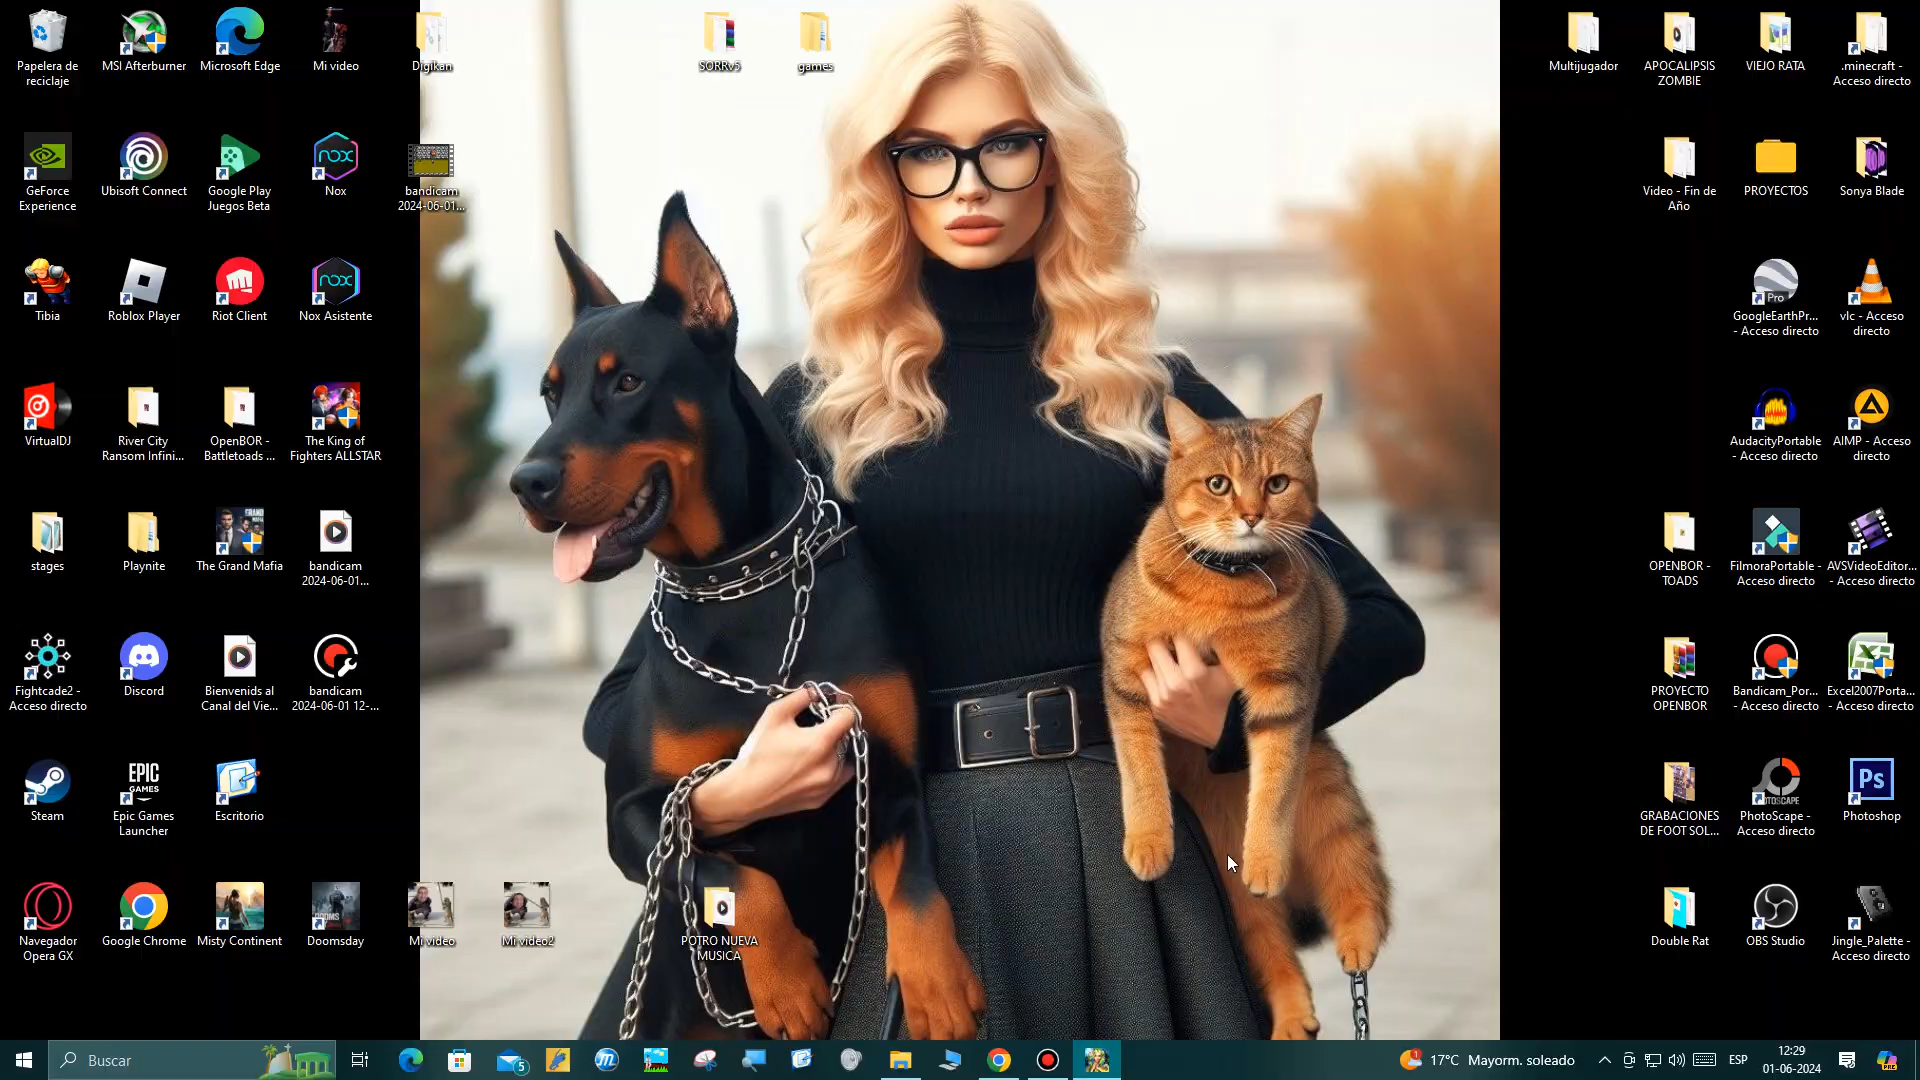 Papelera de
reciclaje
MSI Afterburner
Microsoft Edge
Mi video
Digikan
SORRv5
games
Multijugador
APOCALIPSIS
ZOMBIE
VIEJO RATA
.minecraft -
Acceso directo
GeForce
Experience
Ubisoft Connect
Google Play
Juegos Beta
nox
Nox
bandicam
2024-06-01...
Video - Fin de
Año
PROYECTOS
Sonya Blade
Tibia
Roblox Player
Riot Client
nox
Nox Asistente
Pro
GoogleEarthPr...
- Acceso directo
vlc - Acceso
directo
VirtualDJ
River City
Ransom Infini...
OpenBOR -
Battletoads ...
The King of
Fighters ALLSTAR
AudacityPortable
- Acceso directo
AIMP - Acceso
directo
stages
Playnite
The Grand Mafia
bandicam
2024-06-01...
OPENBOR -
TOADS
FilmoraPortable -
Acceso directo
AVSVideoEditor...
- Acceso directo
Fightcade2 -
Acceso directo
Discord
Bienvenids al
Canal del Vie...
bandicam
2024-06-01 12-...
PROYECTO
OPENBOR
Bandicam_Por...
- Acceso directo
Excel2007Porta...
- Acceso directo
Steam
EPIC
GAMES
Epic Games
Launcher
Escritorio
GRABACIONES
DE FOOT SOL...
PhotoScape -
Acceso directo
Ps
Photoshop
Navegador
Opera GX
Google Chrome
Misty Continent
Doomsday
Mi video
Mi video2
POTRO NUEVA
MUSICA
Double Rat
OBS Studio
Jingle_Palette -
Acceso directo
Buscar
5
1
17°C Mayorm. soleado
ESP
12:29
01-06-2024